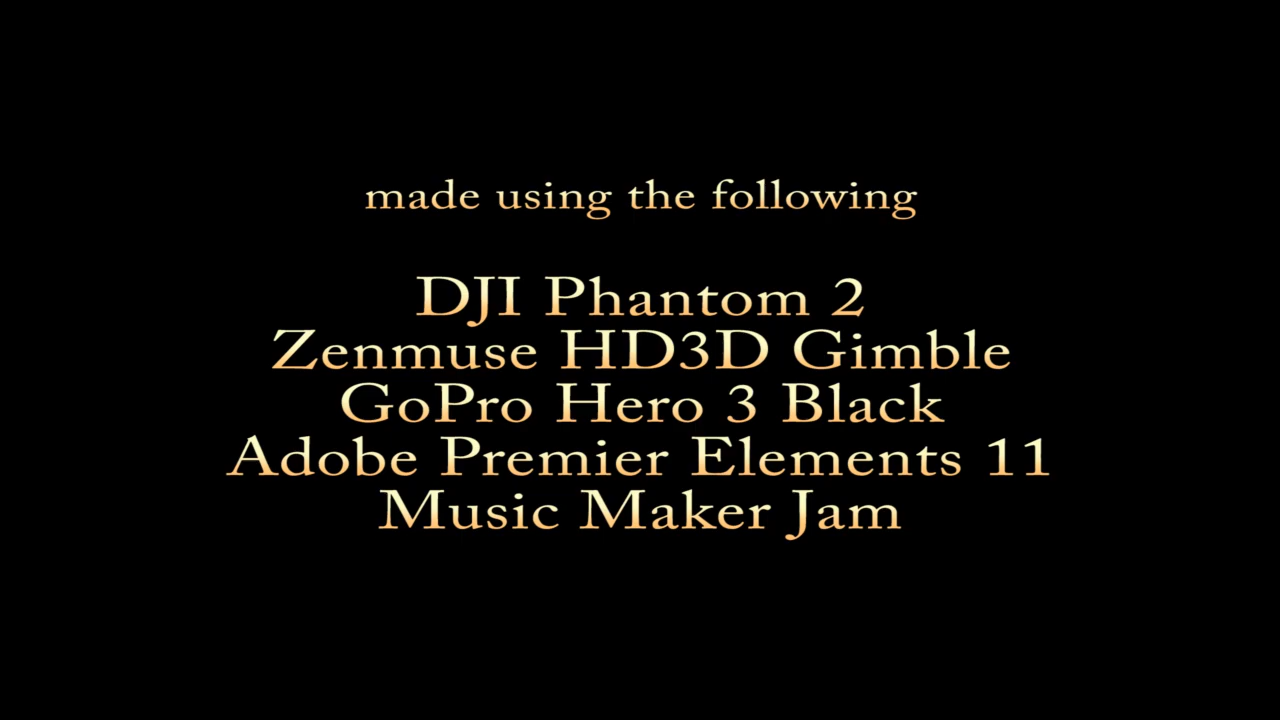 made using the following
DJI Phantom 2
Zenmuse HD3D Gimble
GoPro Hero 3 Black
Adobe Premier Elements 11
Music Maker Jam